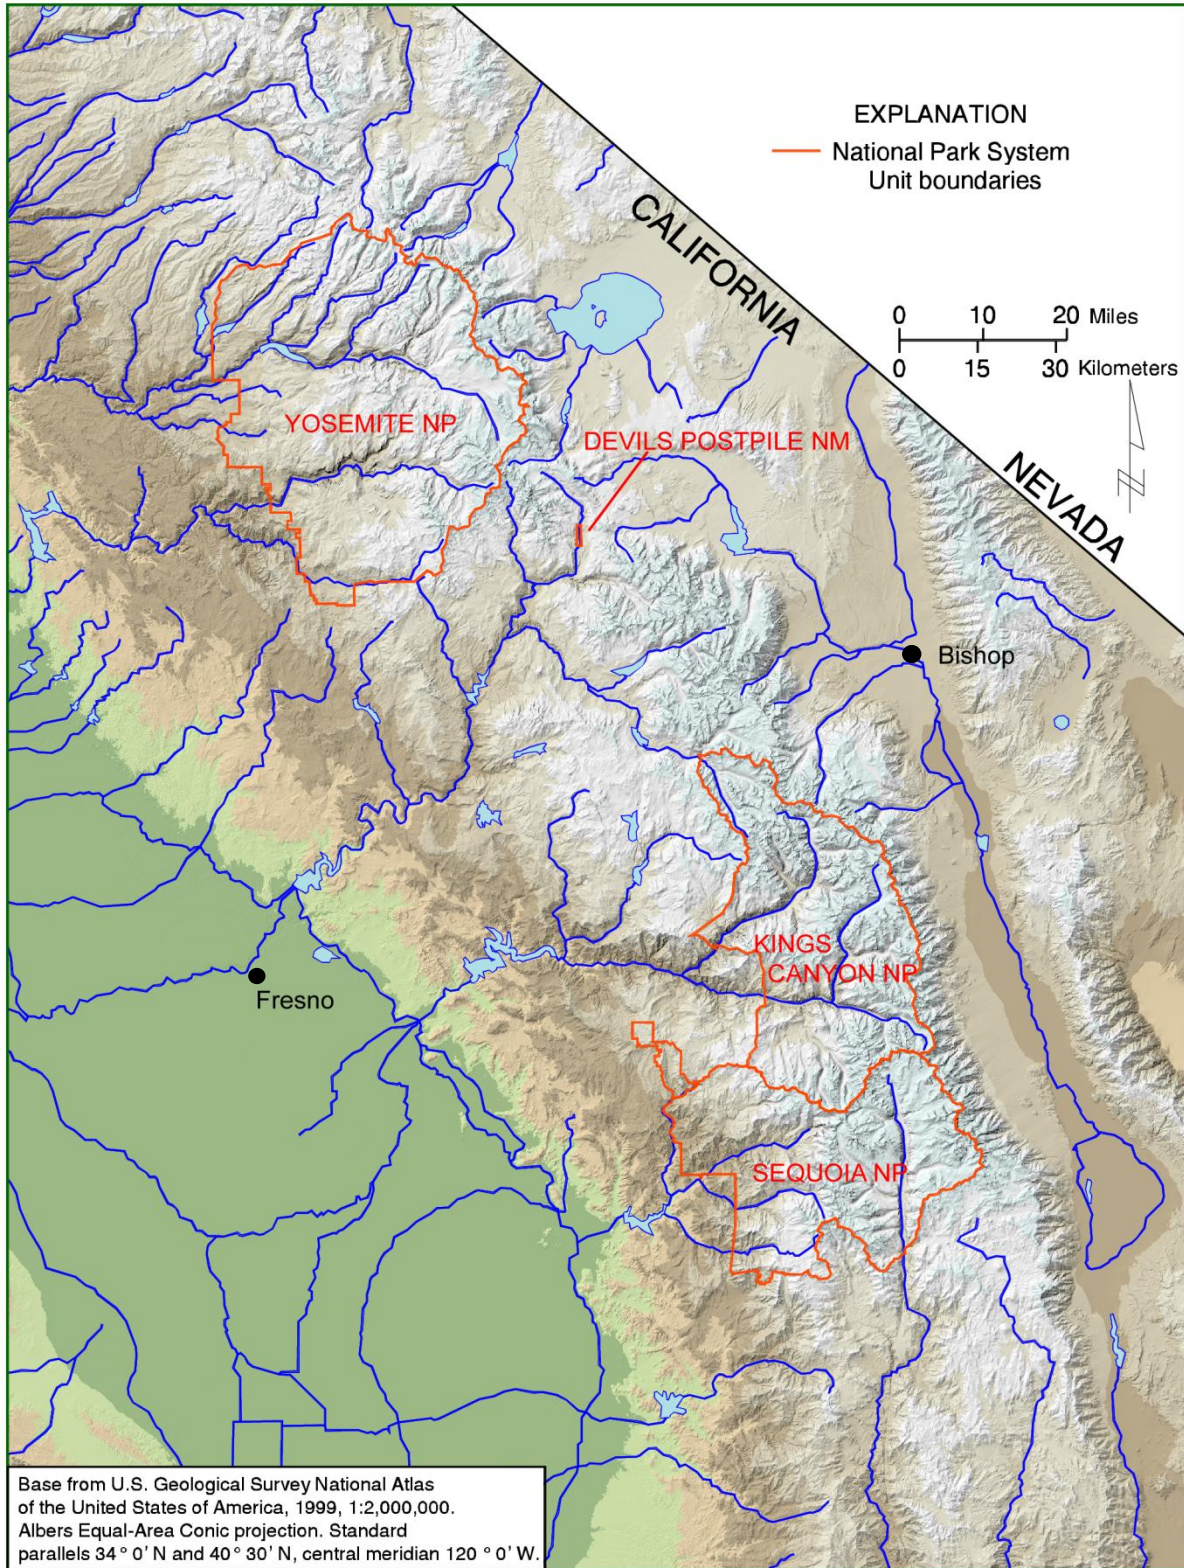 EXPLANATION
National Park System
Unit boundaries
CALIFORNIA
NEVADA
0 10 20 Miles
0 15 30 Kilometers
N
YOSEMITE NP
DEVILS POSTPILE NM
Bishop
KINGS
CANYON NP
Fresno
SEQUOIA NP
Base from U.S. Geological Survey National Atlas
of the United States of America, 1999, 1:2,000,000.
Albers Equal-Area Conic projection. Standard
parallels 34° 0' N and 40° 30' N, central meridian 120° 0' W.